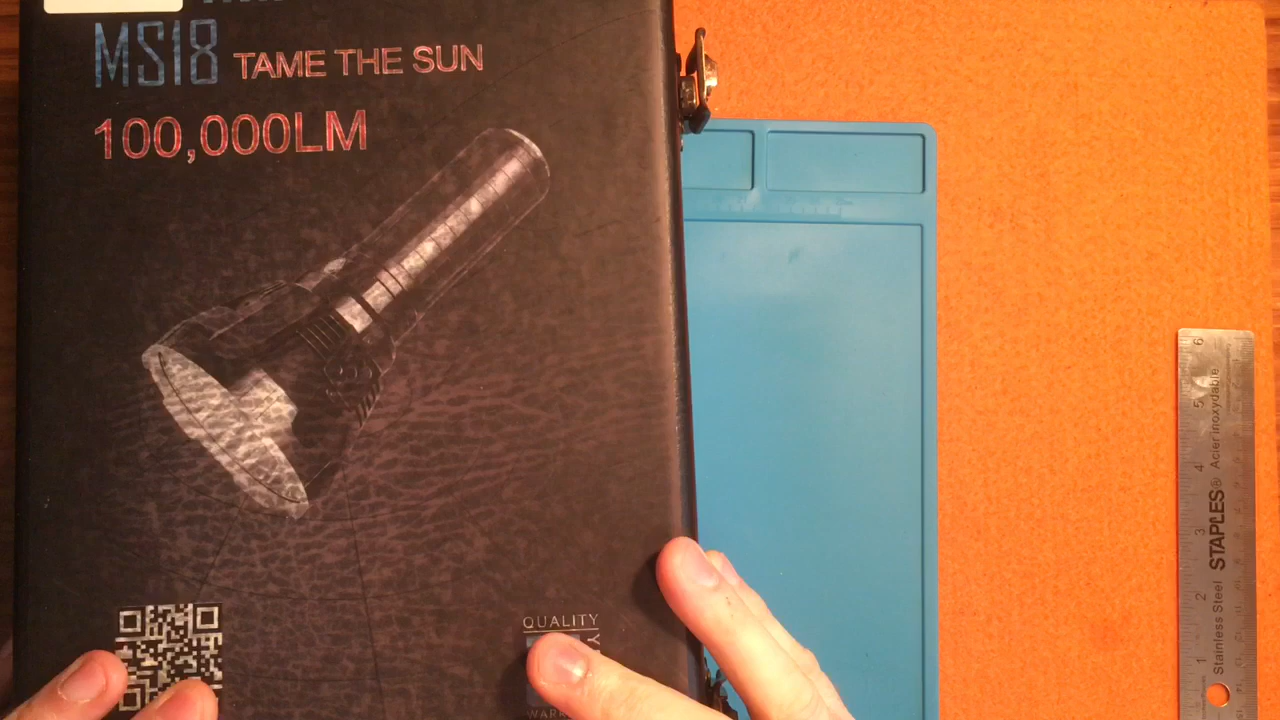 MS18 TAME THE SUN
100,000LM
QUALITY
6
5
4
3
2
1
Stainless Steel STAPLES® Acier inoxydable